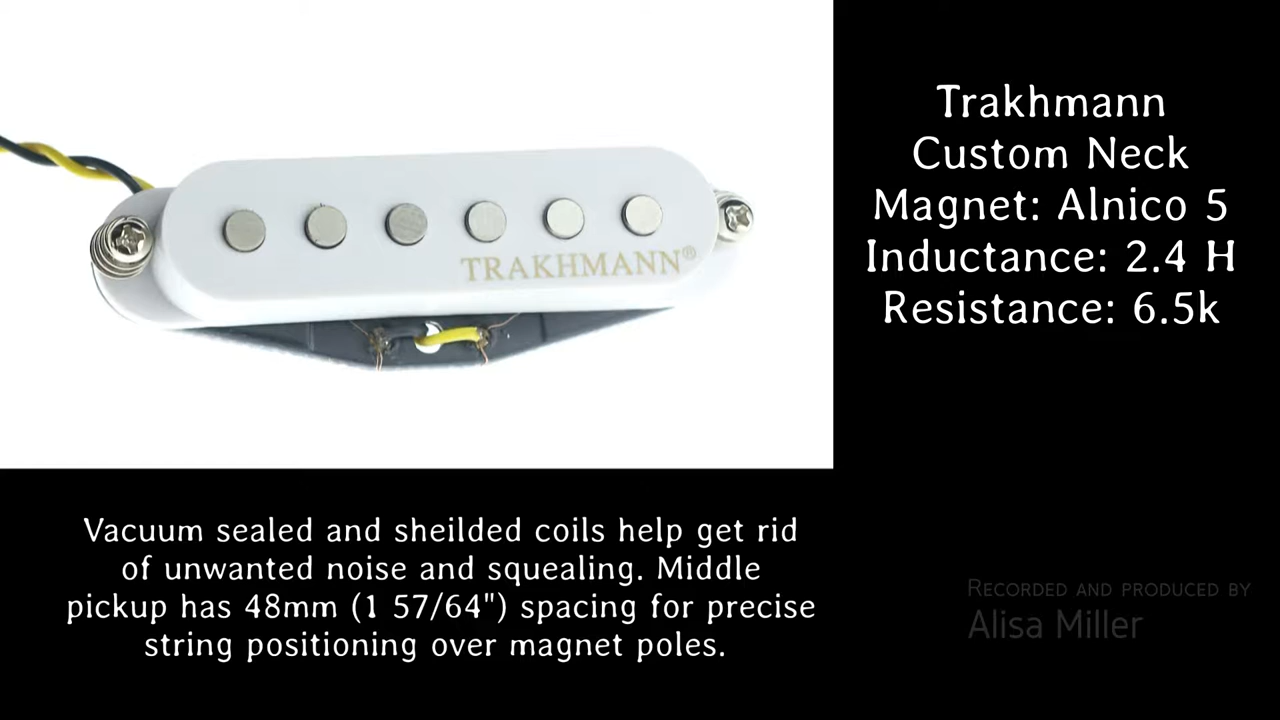 TRAKHMANN®
Trakhmann
Custom Neck
Magnet: Alnico 5
Inductance: 2.4 H
Resistance: 6.5k
Vacuum sealed and sheilded coils help get rid
of unwanted noise and squealing. Middle
pickup has 48mm (1 57/64") spacing for precise
string positioning over magnet poles.
Recorded and produced by
Alisa Miller